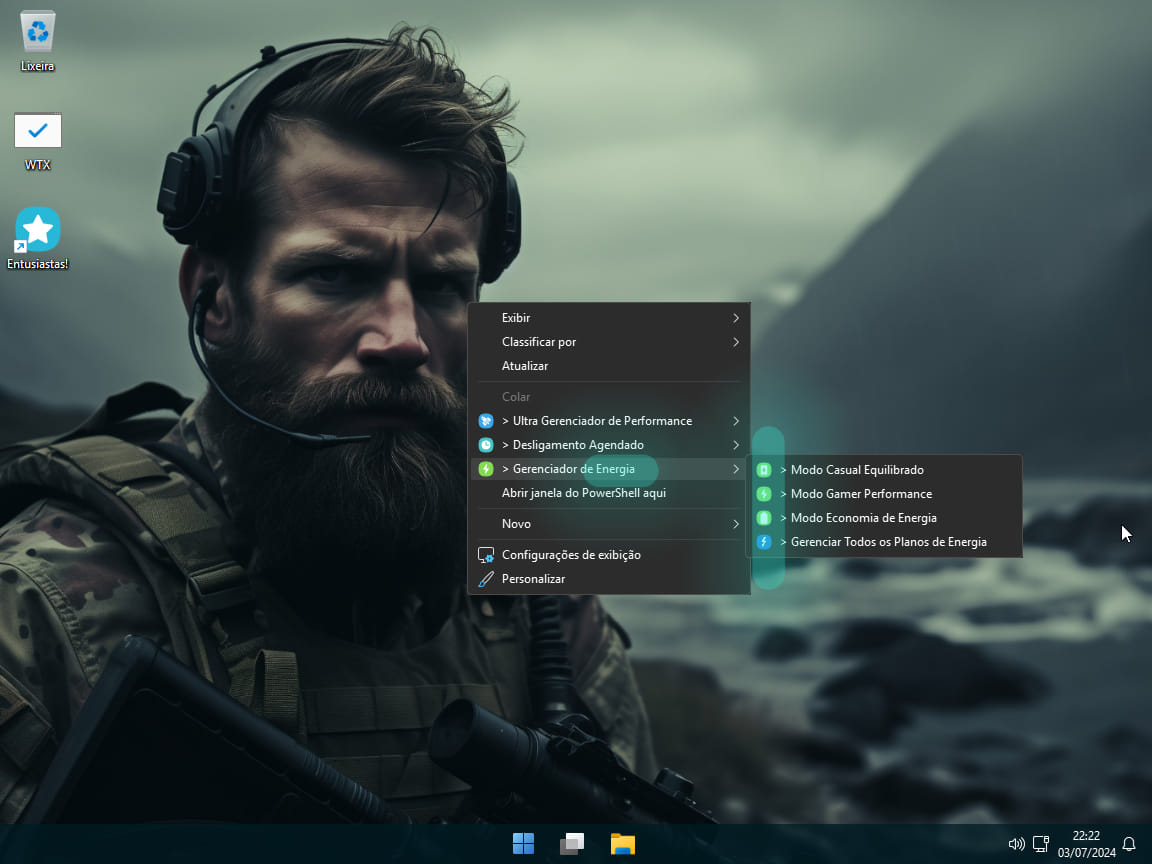 Lixeira
WTX
Entusiastas!
Exibir
Classificar por
Atualizar
Colar
> Ultra Gerenciador de Performance
> Desligamento Agendado
> Gerenciador de Energia
Abrir janela do PowerShell aqui
Novo
Configurações de exibição
Personalizar
> Modo Casual Equilibrado
> Modo Gamer Performance
> Modo Economia de Energia
> Gerenciar Todos os Planos de Energia
22:22
03/07/2024